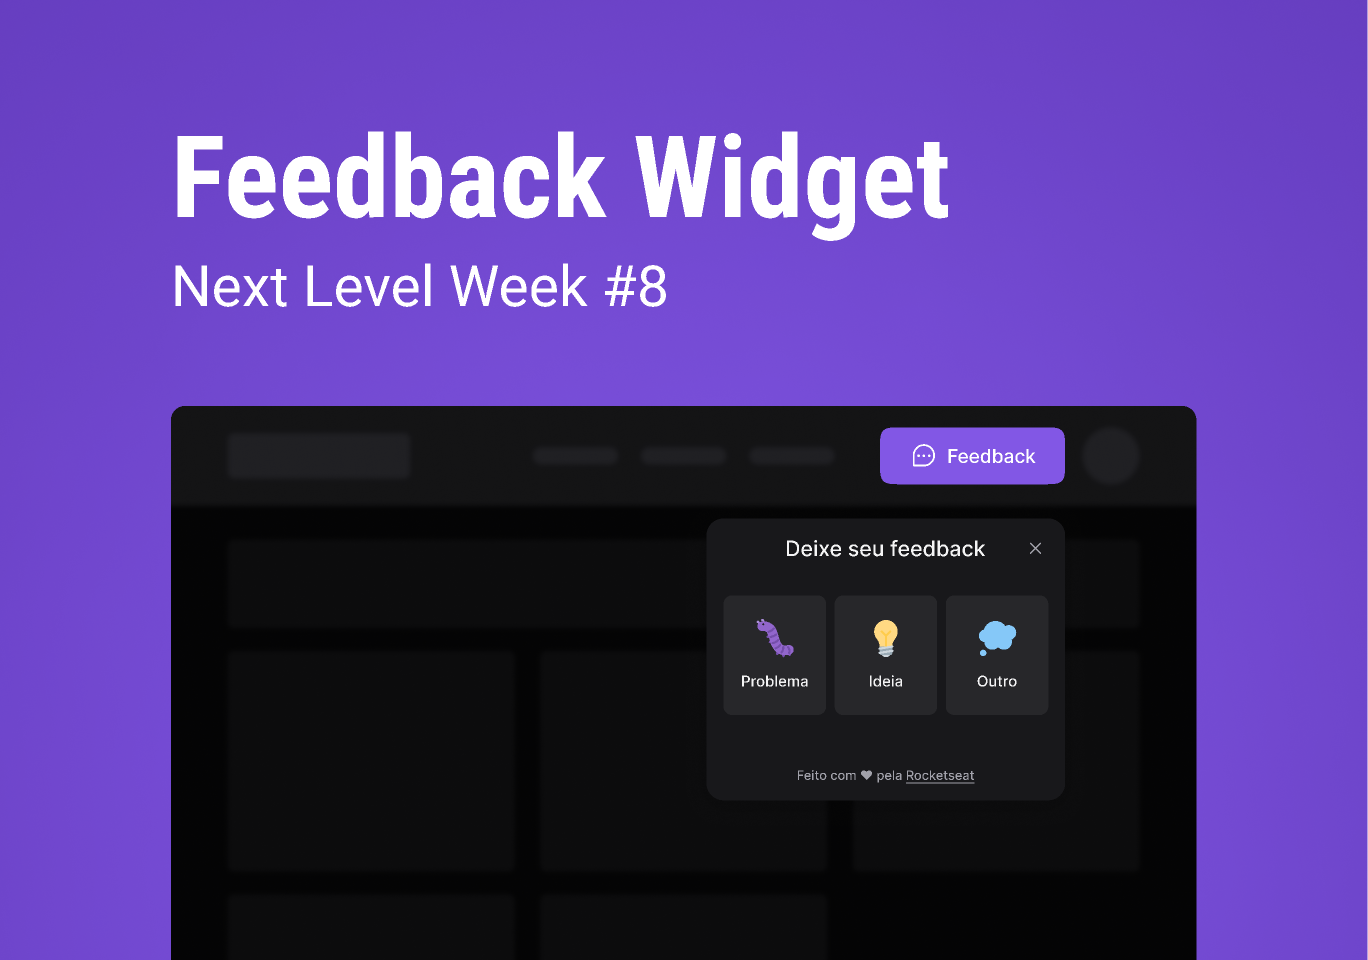 Feedback Widget
Next Level Week #8
Feedback
Deixe seu feedback
Problema
Ideia
Outro
Feito com ♥ pela Rocketseat